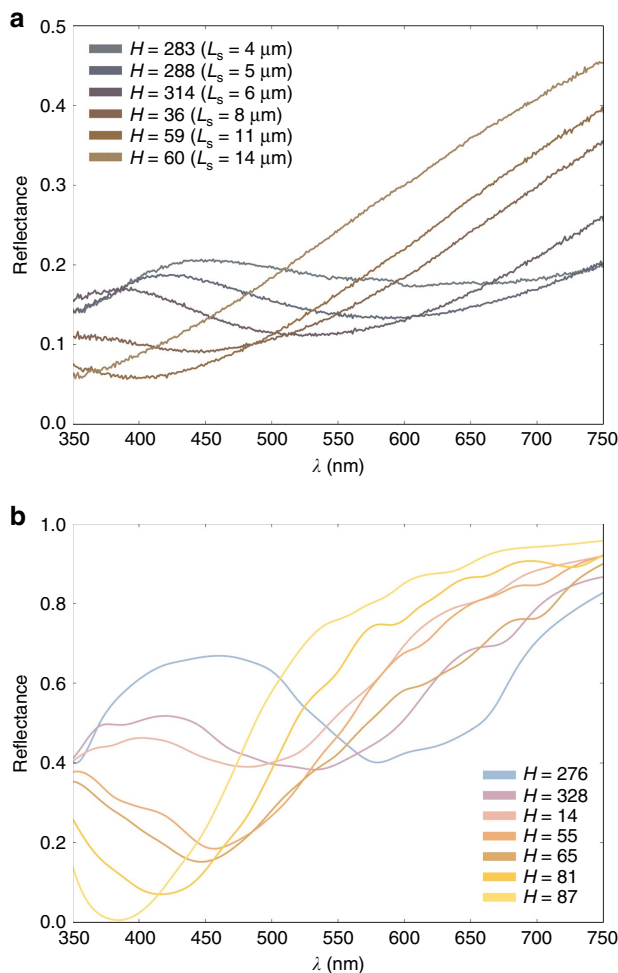 a
0.5
H = 283 (Ls = 4 μm)
H = 288 (Ls = 5 μm)
H = 314 (Ls = 6 μm)
H = 36 (Ls = 8 μm)
H = 59 (Ls = 11 μm)
H = 60 (Ls = 14 μm)
0.4
0.3
0.2
0.1
0.0
Reflectance
350 400 450 500 550 600 650 700 750
λ (nm)
b
1.0
0.8
0.6
0.4
0.2
0.0
Reflectance
H = 276
H = 328
H = 14
H = 55
H = 65
H = 81
H = 87
350 400 450 500 550 600 650 700 750
λ (nm)